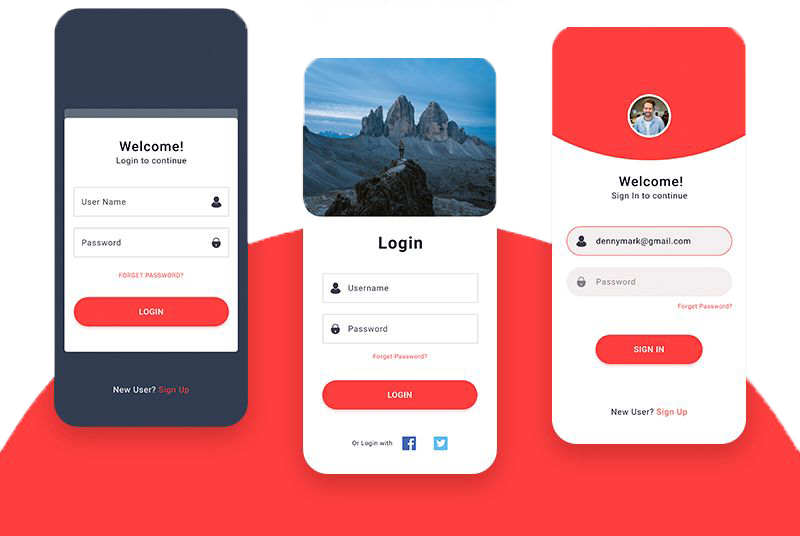 Welcome!
Login to continue
User Name
Password
FORGET PASSWORD?
LOGIN
New User? Sign Up
Login
Username
Password
Forget Password?
LOGIN
Or Login with
Welcome!
Sign In to continue
dennymark@gmail.com
Password
Forget Password?
SIGN IN
New User? Sign Up